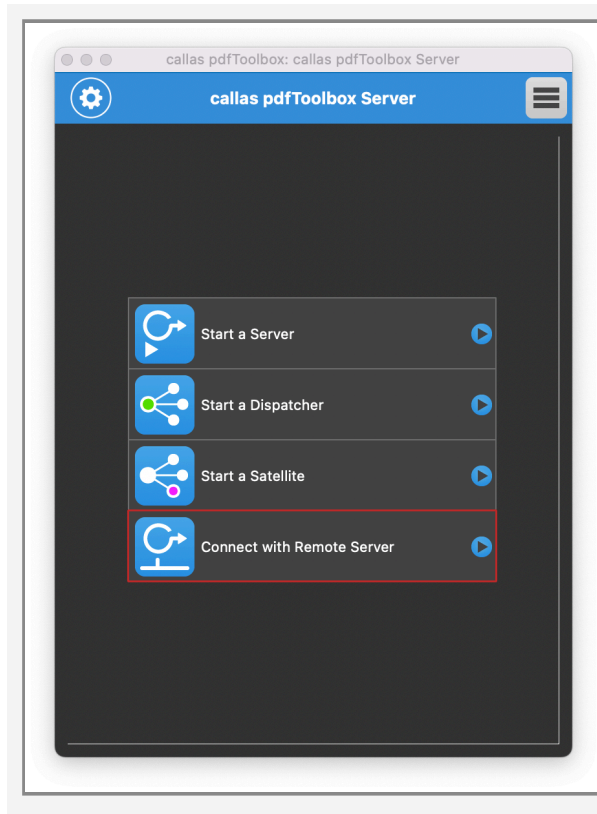 callas pdfToolbox: callas pdfToolbox Server
callas pdfToolbox Server
Start a Server
Start a Dispatcher
Start a Satellite
Connect with Remote Server